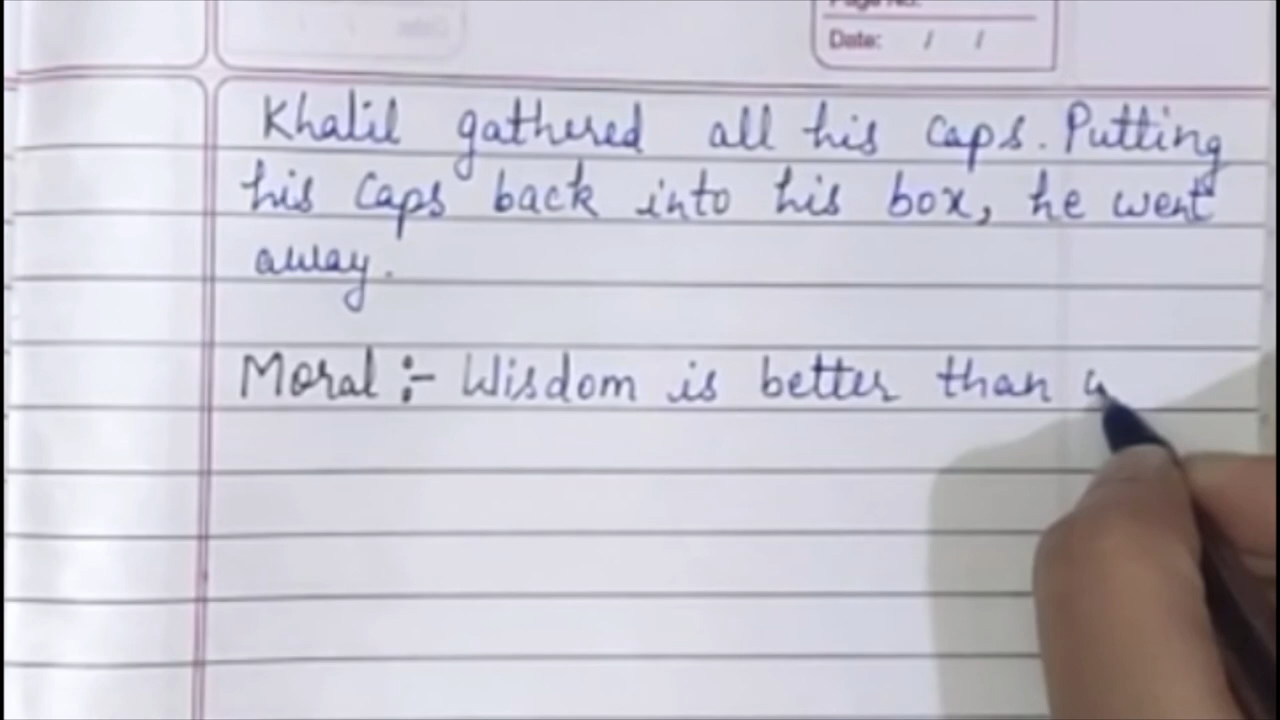 Date: / /
Khalil gathered all his caps. Putting
his caps back into his box, he went
away.
Moral :- Wisdom is better than